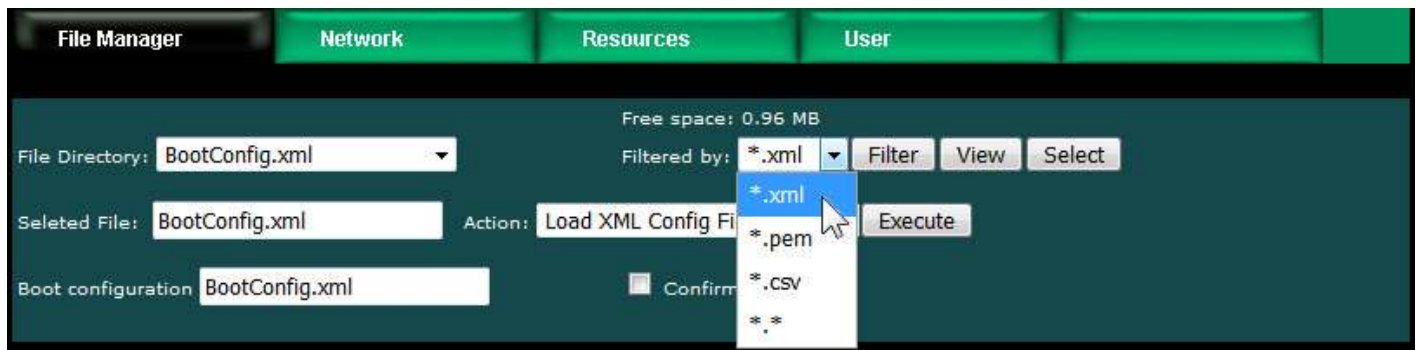 File Manager Network Resources User
Free space: 0.96 MB
File Directory: BootConfig.xml Filtered by: *.xml Filter View Select
*.xml
Seleted File: BootConfig.xml Action: Load XML Config Fi Execute
*.pem
Boot configuration BootConfig.xml Confirm *.csv
*.*